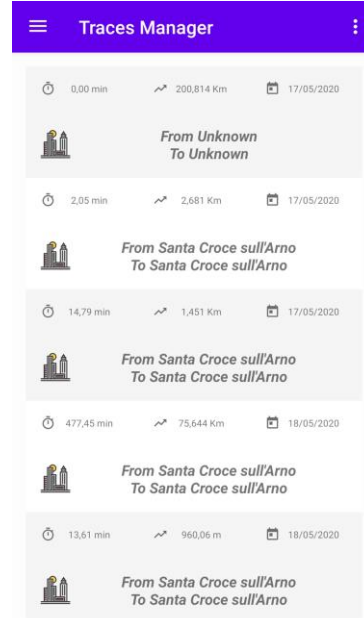 Traces Manager
0,00 min 200,814 Km 17/05/2020
From Unknown
To Unknown
2,05 min 2,681 Km 17/05/2020
From Santa Croce sull'Arno
To Santa Croce sull'Arno
14,79 min 1,451 Km 17/05/2020
From Santa Croce sull'Arno
To Santa Croce sull'Arno
477,45 min 75,644 Km 18/05/2020
From Santa Croce sull'Arno
To Santa Croce sull'Arno
13,61 min 960,06 m 18/05/2020
From Santa Croce sull'Arno
To Santa Croce sull'Arno